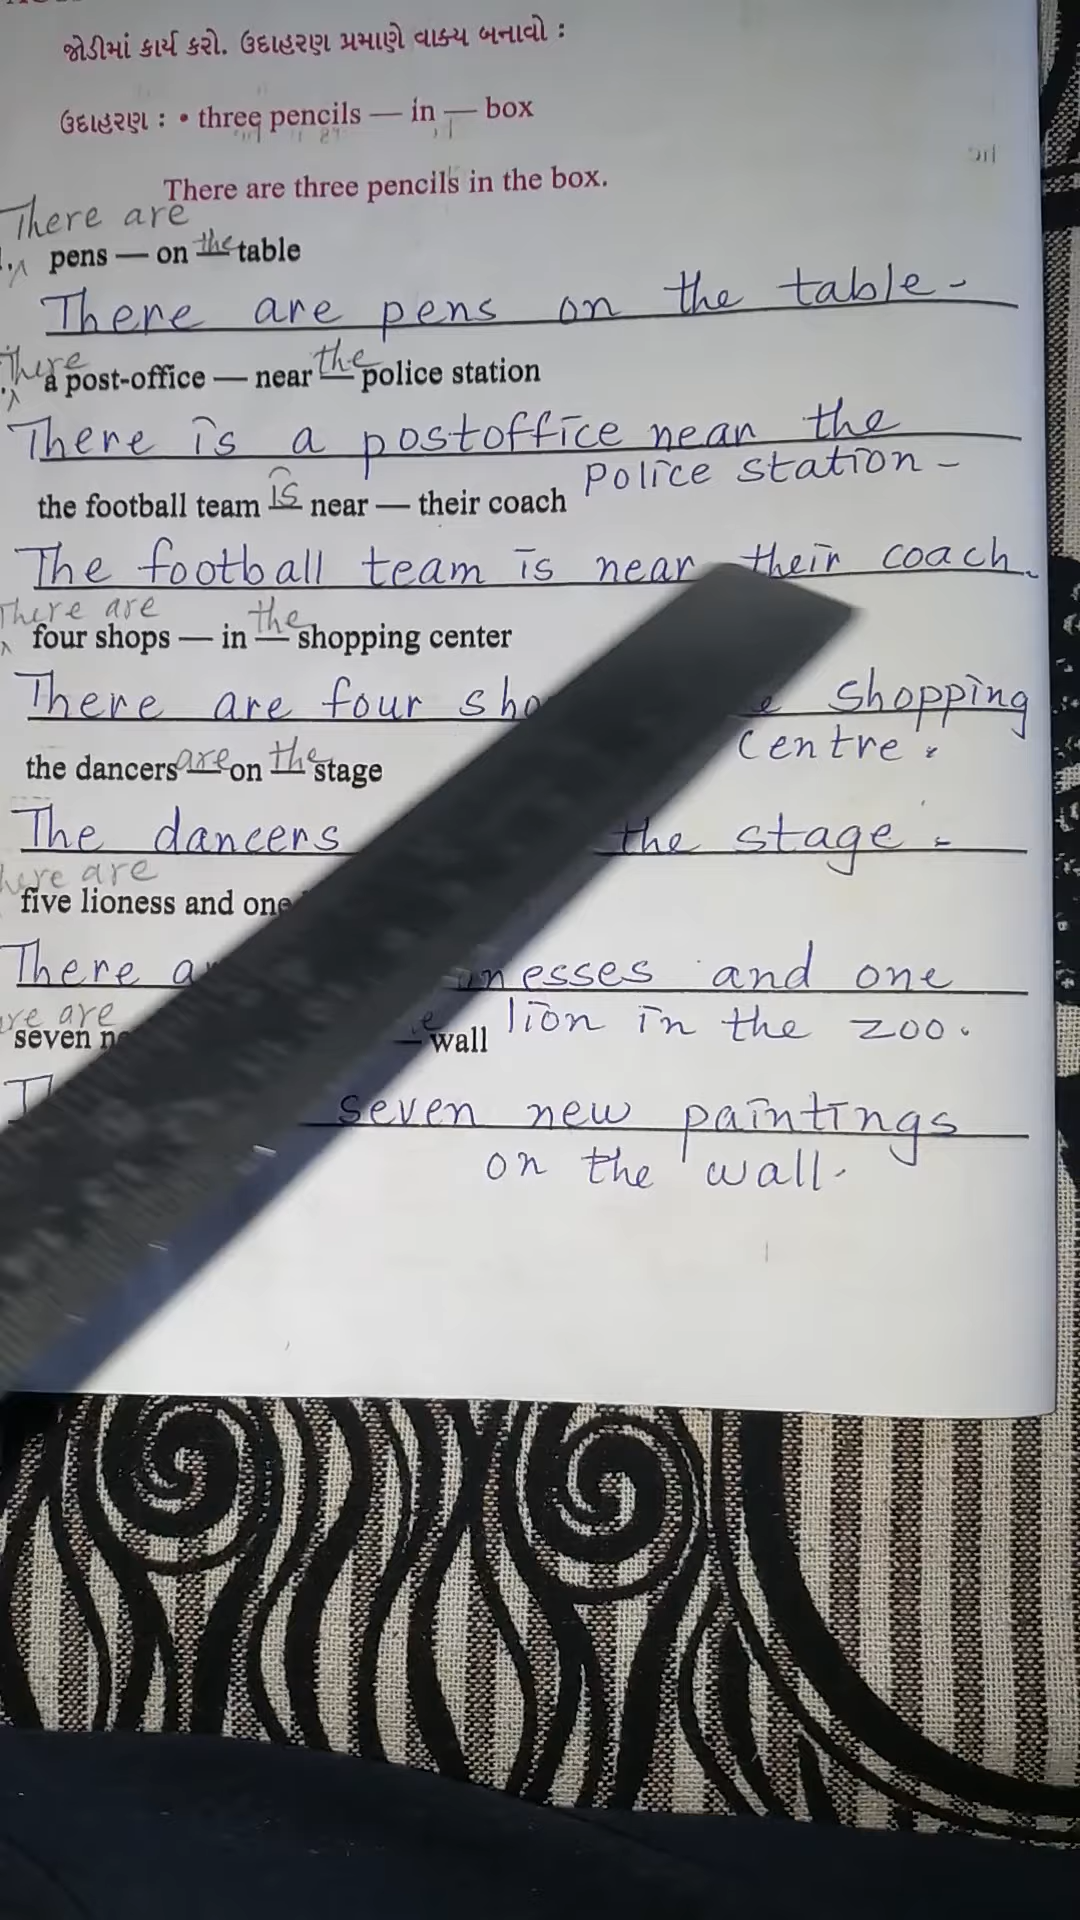 જોડીમાં કાર્ય કરો. ઉદાહરણ પ્રમાણે વાક્ય બનાવો :
ઉદાહરણ : • three pencils — in — box
There are three pencils in the box.
There are
pens — on the table
There are pens on the table.
There
a post-office — near the police station
There is a postoffice near the
Police station
the football team is near — their coach
The football team is near their coach.
There are
four shops — in the shopping center
There are four shopping
Centre.
the dancers are on the stage
The dancers the stage.
are
five lioness and one
There and one
lion in the zoo.
are
seven wall
seven new paintings
on the wall.